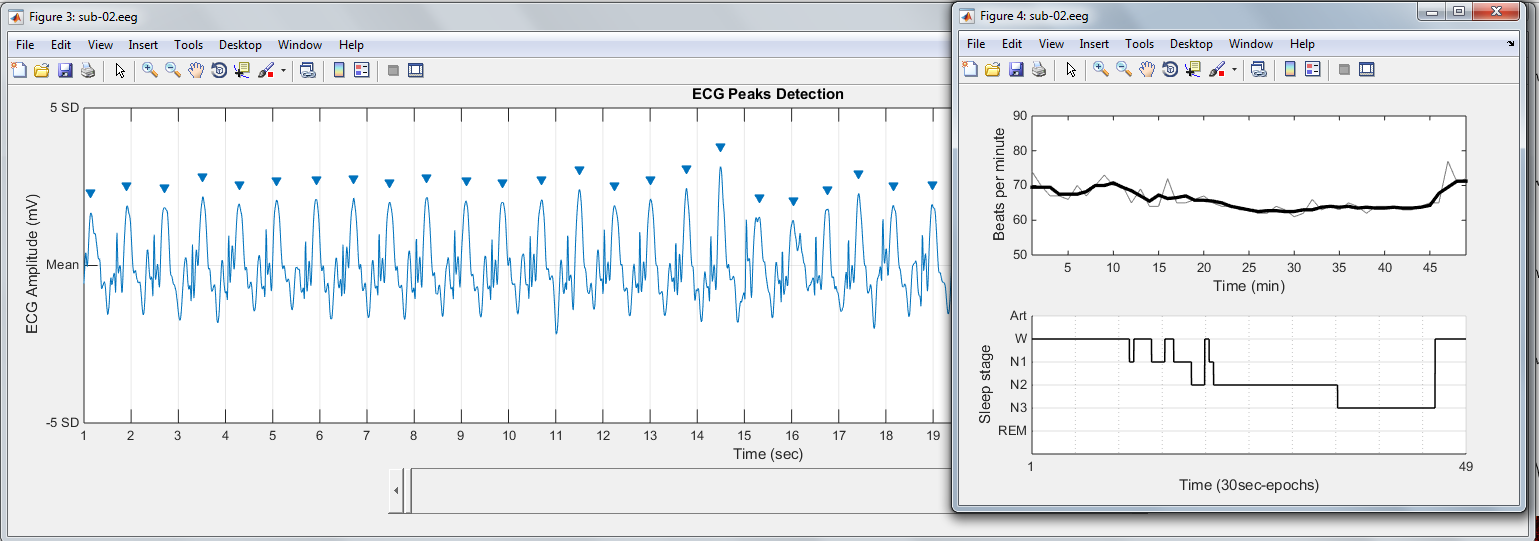 Figure 3: sub-02.eeg
File Edit View Insert Tools Desktop Window Help
ECG Peaks Detection
5 SD
Mean
-5 SD
ECG Amplitude (mV)
1 2 3 4 5 6 7 8 9 10 11 12 13 14 15 16 17 18 19
Time (sec)
Figure 4: sub-02.eeg
File Edit View Insert Tools Desktop Window Help
90
80
70
60
50
Beats per minute
5 10 15 20 25 30 35 40 45
Time (min)
Art
W
N1
N2
N3
REM
Sleep stage
1 49
Time (30sec-epochs)